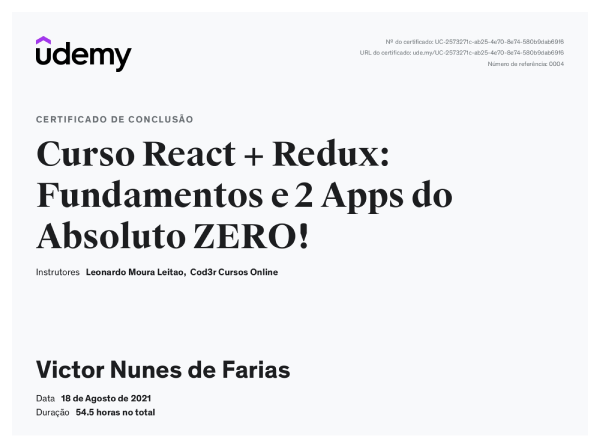 udemy
Nº do certificado: UC-2573271c-ab25-4e70-8e74-580b9dab6915
URL do certificado: ude.my/UC-2573271c-ab25-4e70-8e74-580b9dab6915
Número de referência: 0004
CERTIFICADO DE CONCLUSÃO
Curso React + Redux:
Fundamentos e 2 Apps do
Absoluto ZERO!
Instrutores Leonardo Moura Leitao, Cod3r Cursos Online
Victor Nunes de Farias
Data 18 de Agosto de 2021
Duração 54.5 horas no total